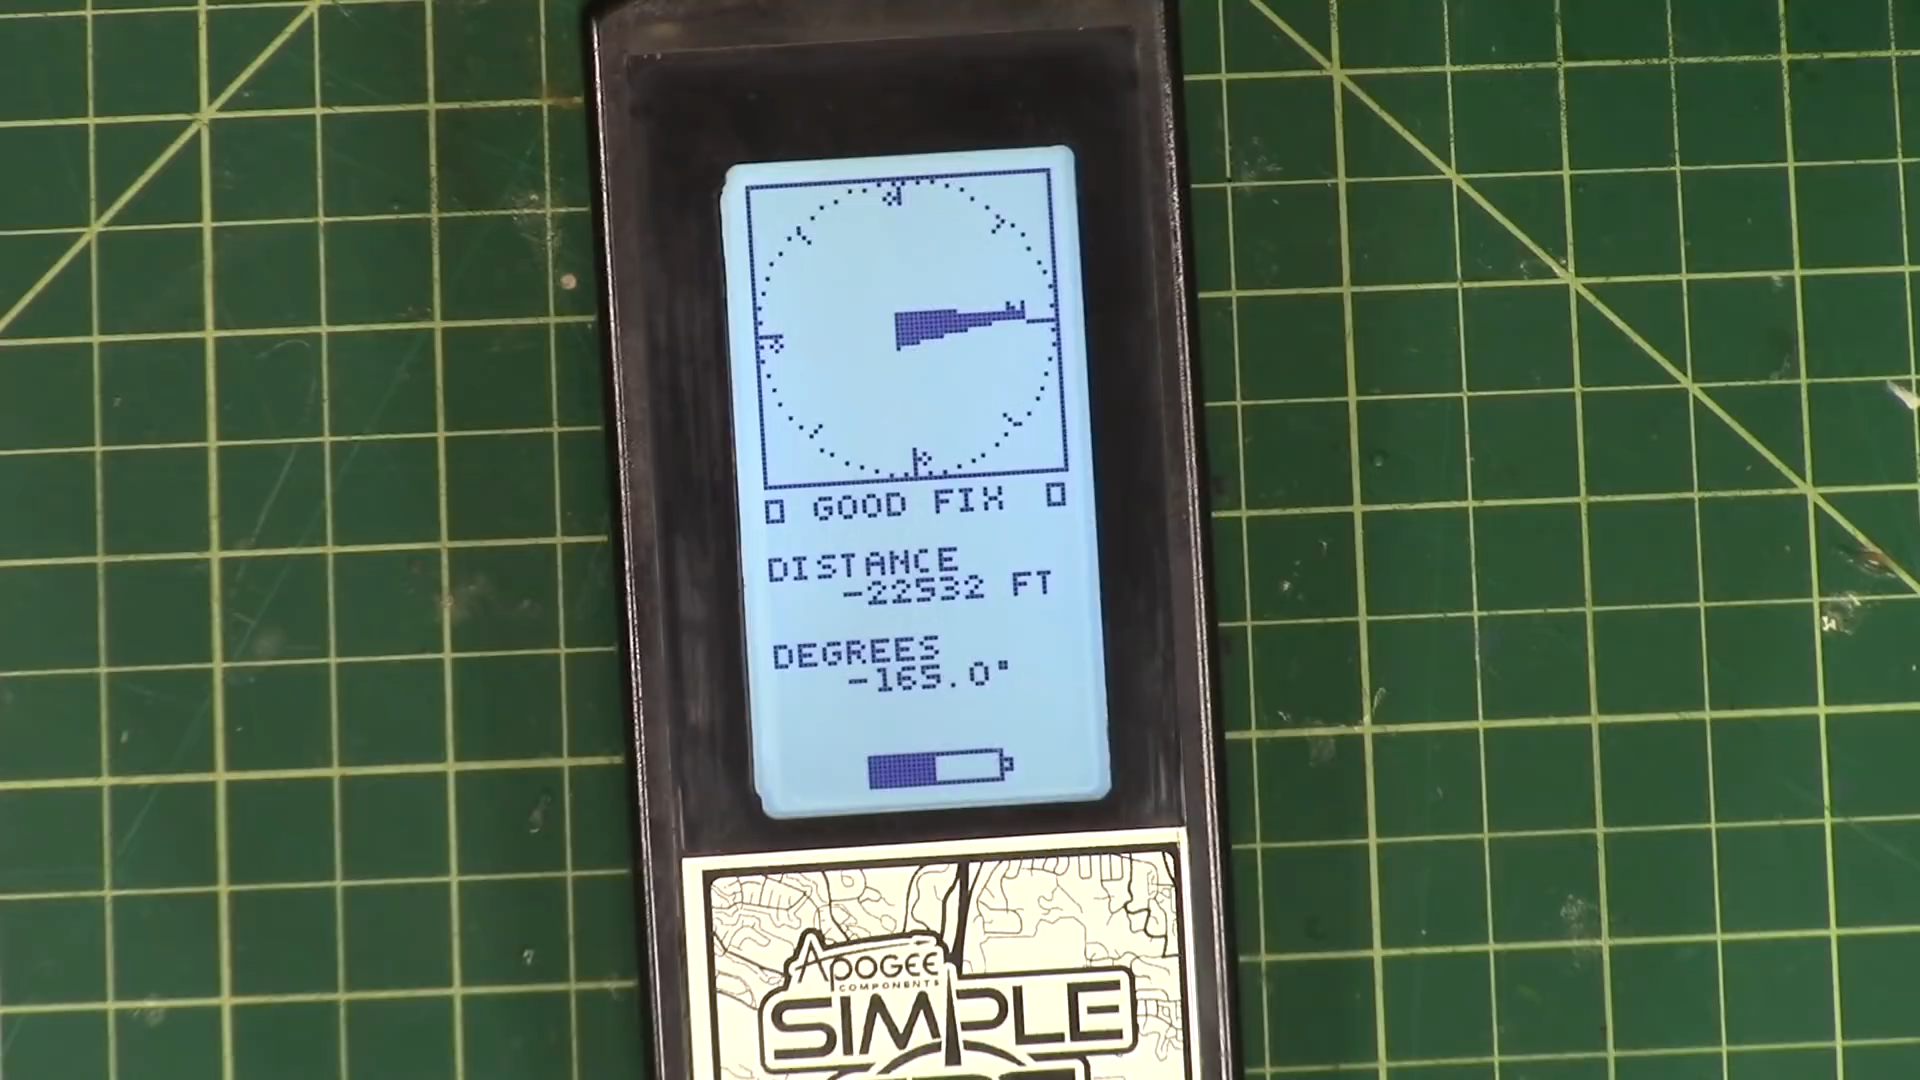 GOOD FIX
DISTANCE
-22532 FT
DEGREES
-165.0°
APOGEE
COMPONENTS
SIMPLE